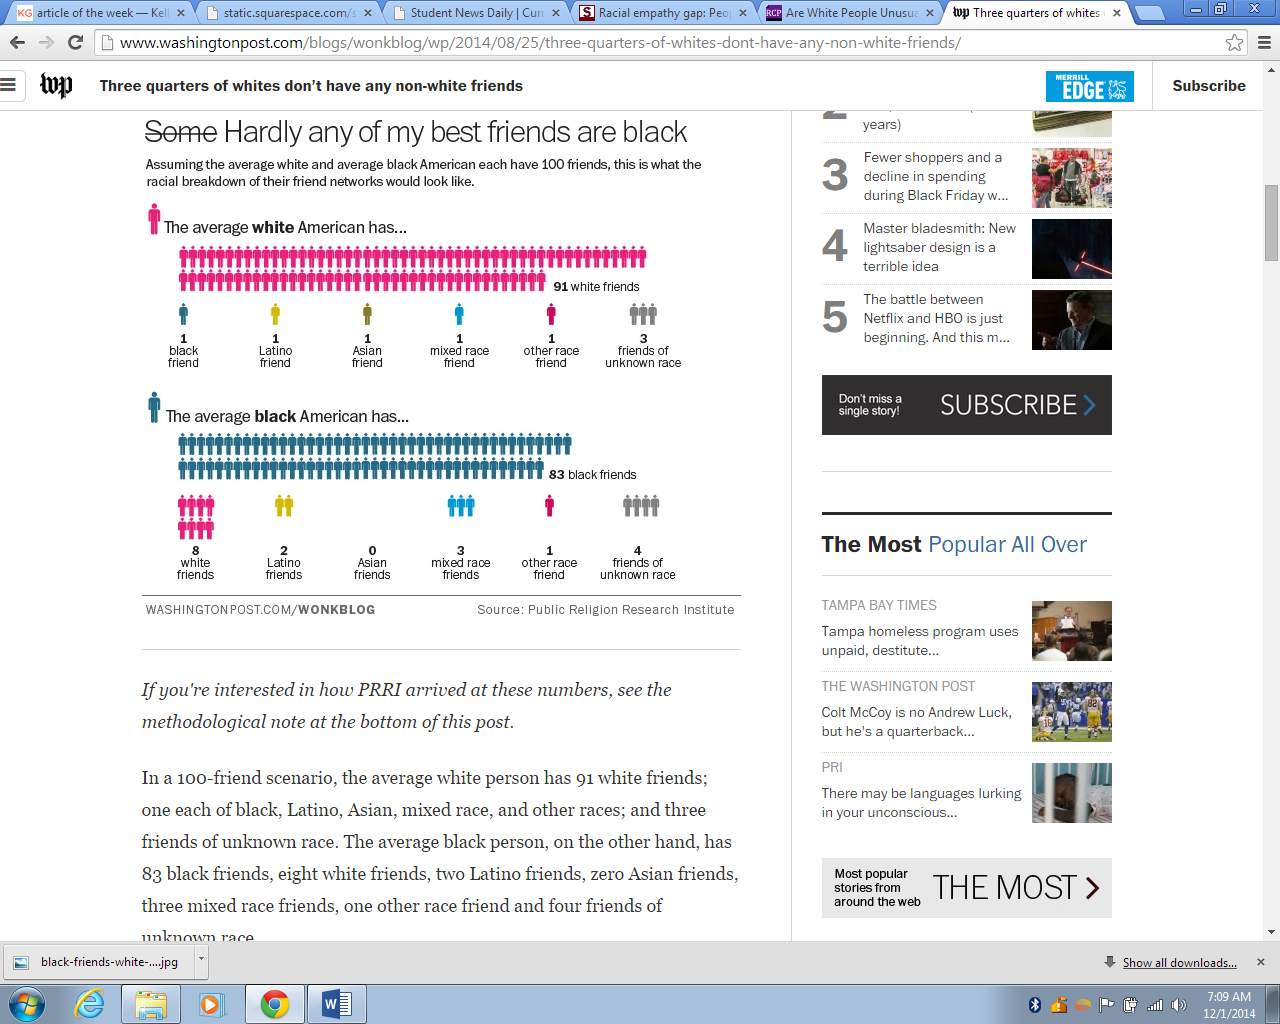 article of the week — Kell
static.squarespace.com/s
Student News Daily | Curr
Racial empathy gap: Peop
Are White People Unusua
Three quarters of whites
www.washingtonpost.com/blogs/wonkblog/wp/2014/08/25/three-quarters-of-whites-dont-have-any-non-white-friends/
wp Three quarters of whites don't have any non-white friends
MERRILL
EDGE
Subscribe
Some Hardly any of my best friends are black
Assuming the average white and average black American each have 100 friends, this is what the
racial breakdown of their friend networks would look like.
The average white American has...
91 white friends
1 black friend
1 Latino friend
1 Asian friend
1 mixed race friend
1 other race friend
3 friends of unknown race
The average black American has...
83 black friends
8 white friends
2 Latino friends
0 Asian friends
3 mixed race friends
1 other race friend
4 friends of unknown race
WASHINGTONPOST.COM/WONKBLOG
Source: Public Religion Research Institute
If you're interested in how PRRI arrived at these numbers, see the
methodological note at the bottom of this post.
In a 100-friend scenario, the average white person has 91 white friends;
one each of black, Latino, Asian, mixed race, and other races; and three
friends of unknown race. The average black person, on the other hand, has
83 black friends, eight white friends, two Latino friends, zero Asian friends,
three mixed race friends, one other race friend and four friends of
unknown race
years)
3
Fewer shoppers and a
decline in spending
during Black Friday w...
4
Master bladesmith: New
lightsaber design is a
terrible idea
5
The battle between
Netflix and HBO is just
beginning. And this m...
Don't miss a
single story!
SUBSCRIBE
The Most Popular All Over
TAMPA BAY TIMES
Tampa homeless program uses
unpaid, destitute...
THE WASHINGTON POST
Colt McCoy is no Andrew Luck,
but he's a quarterback...
PRI
There may be languages lurking
in your unconscious...
Most popular
stories from
around the web
THE MOST
black-friends-white-....jpg
Show all downloads...
7:09 AM
12/1/2014